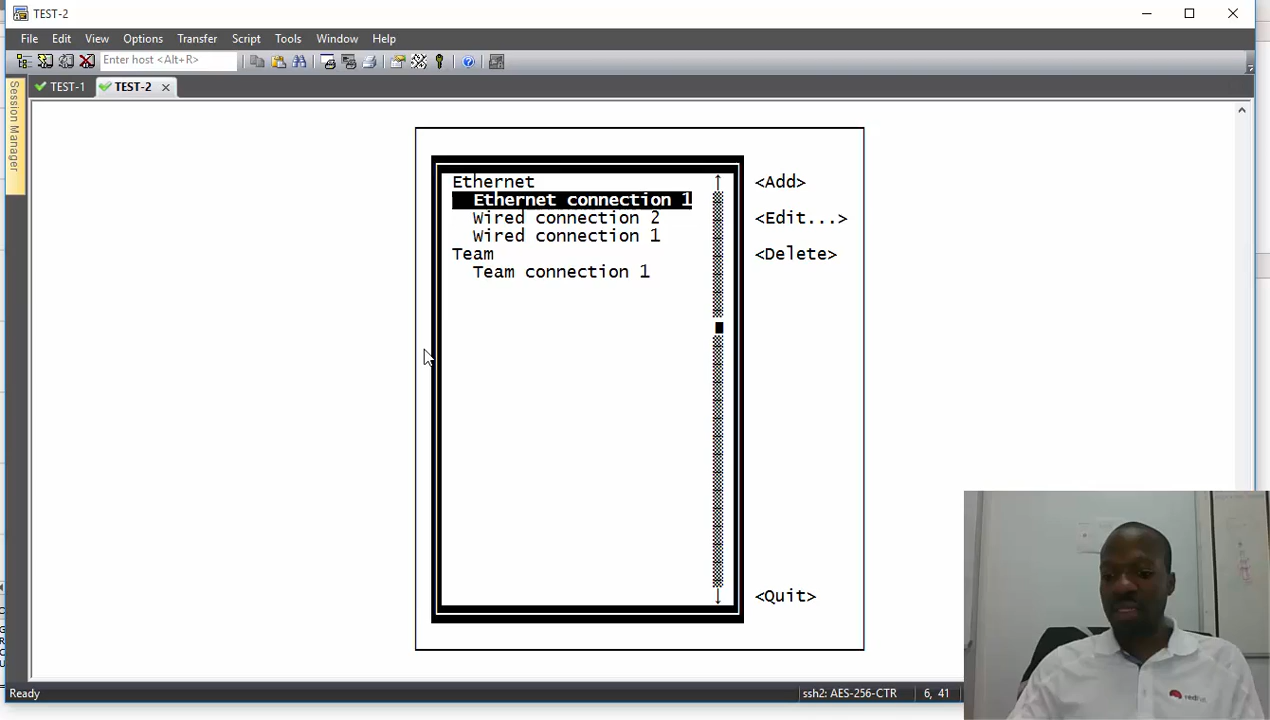 TEST-2
File Edit View Options Transfer Script Tools Window Help
Enter host <Alt+R>
TEST-1 TEST-2
Session Manager
Ethernet
Ethernet connection 1
Wired connection 2
Wired connection 1
Team
Team connection 1
<Add>
<Edit...>
<Delete>
<Quit>
Ready
ssh2: AES-256-CTR 6, 41